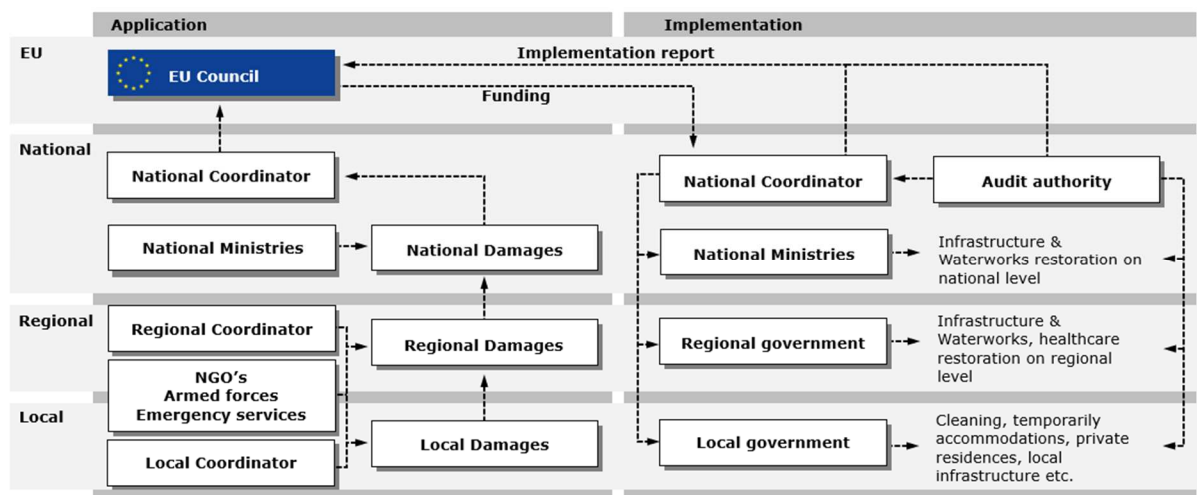 Application
Implementation
EU
EU Council
Implementation report
Funding
National
National Coordinator
National Ministries
National Damages
National Coordinator
Audit authority
National Ministries
Infrastructure &
Waterworks restoration on
national level
Regional
Regional Coordinator
NGO's
Armed forces
Emergency services
Regional Damages
Regional government
Infrastructure &
Waterworks, healthcare
restoration on regional
level
Local
Local Coordinator
Local Damages
Local government
Cleaning, temporarily
accommodations, private
residences, local
infrastructure etc.